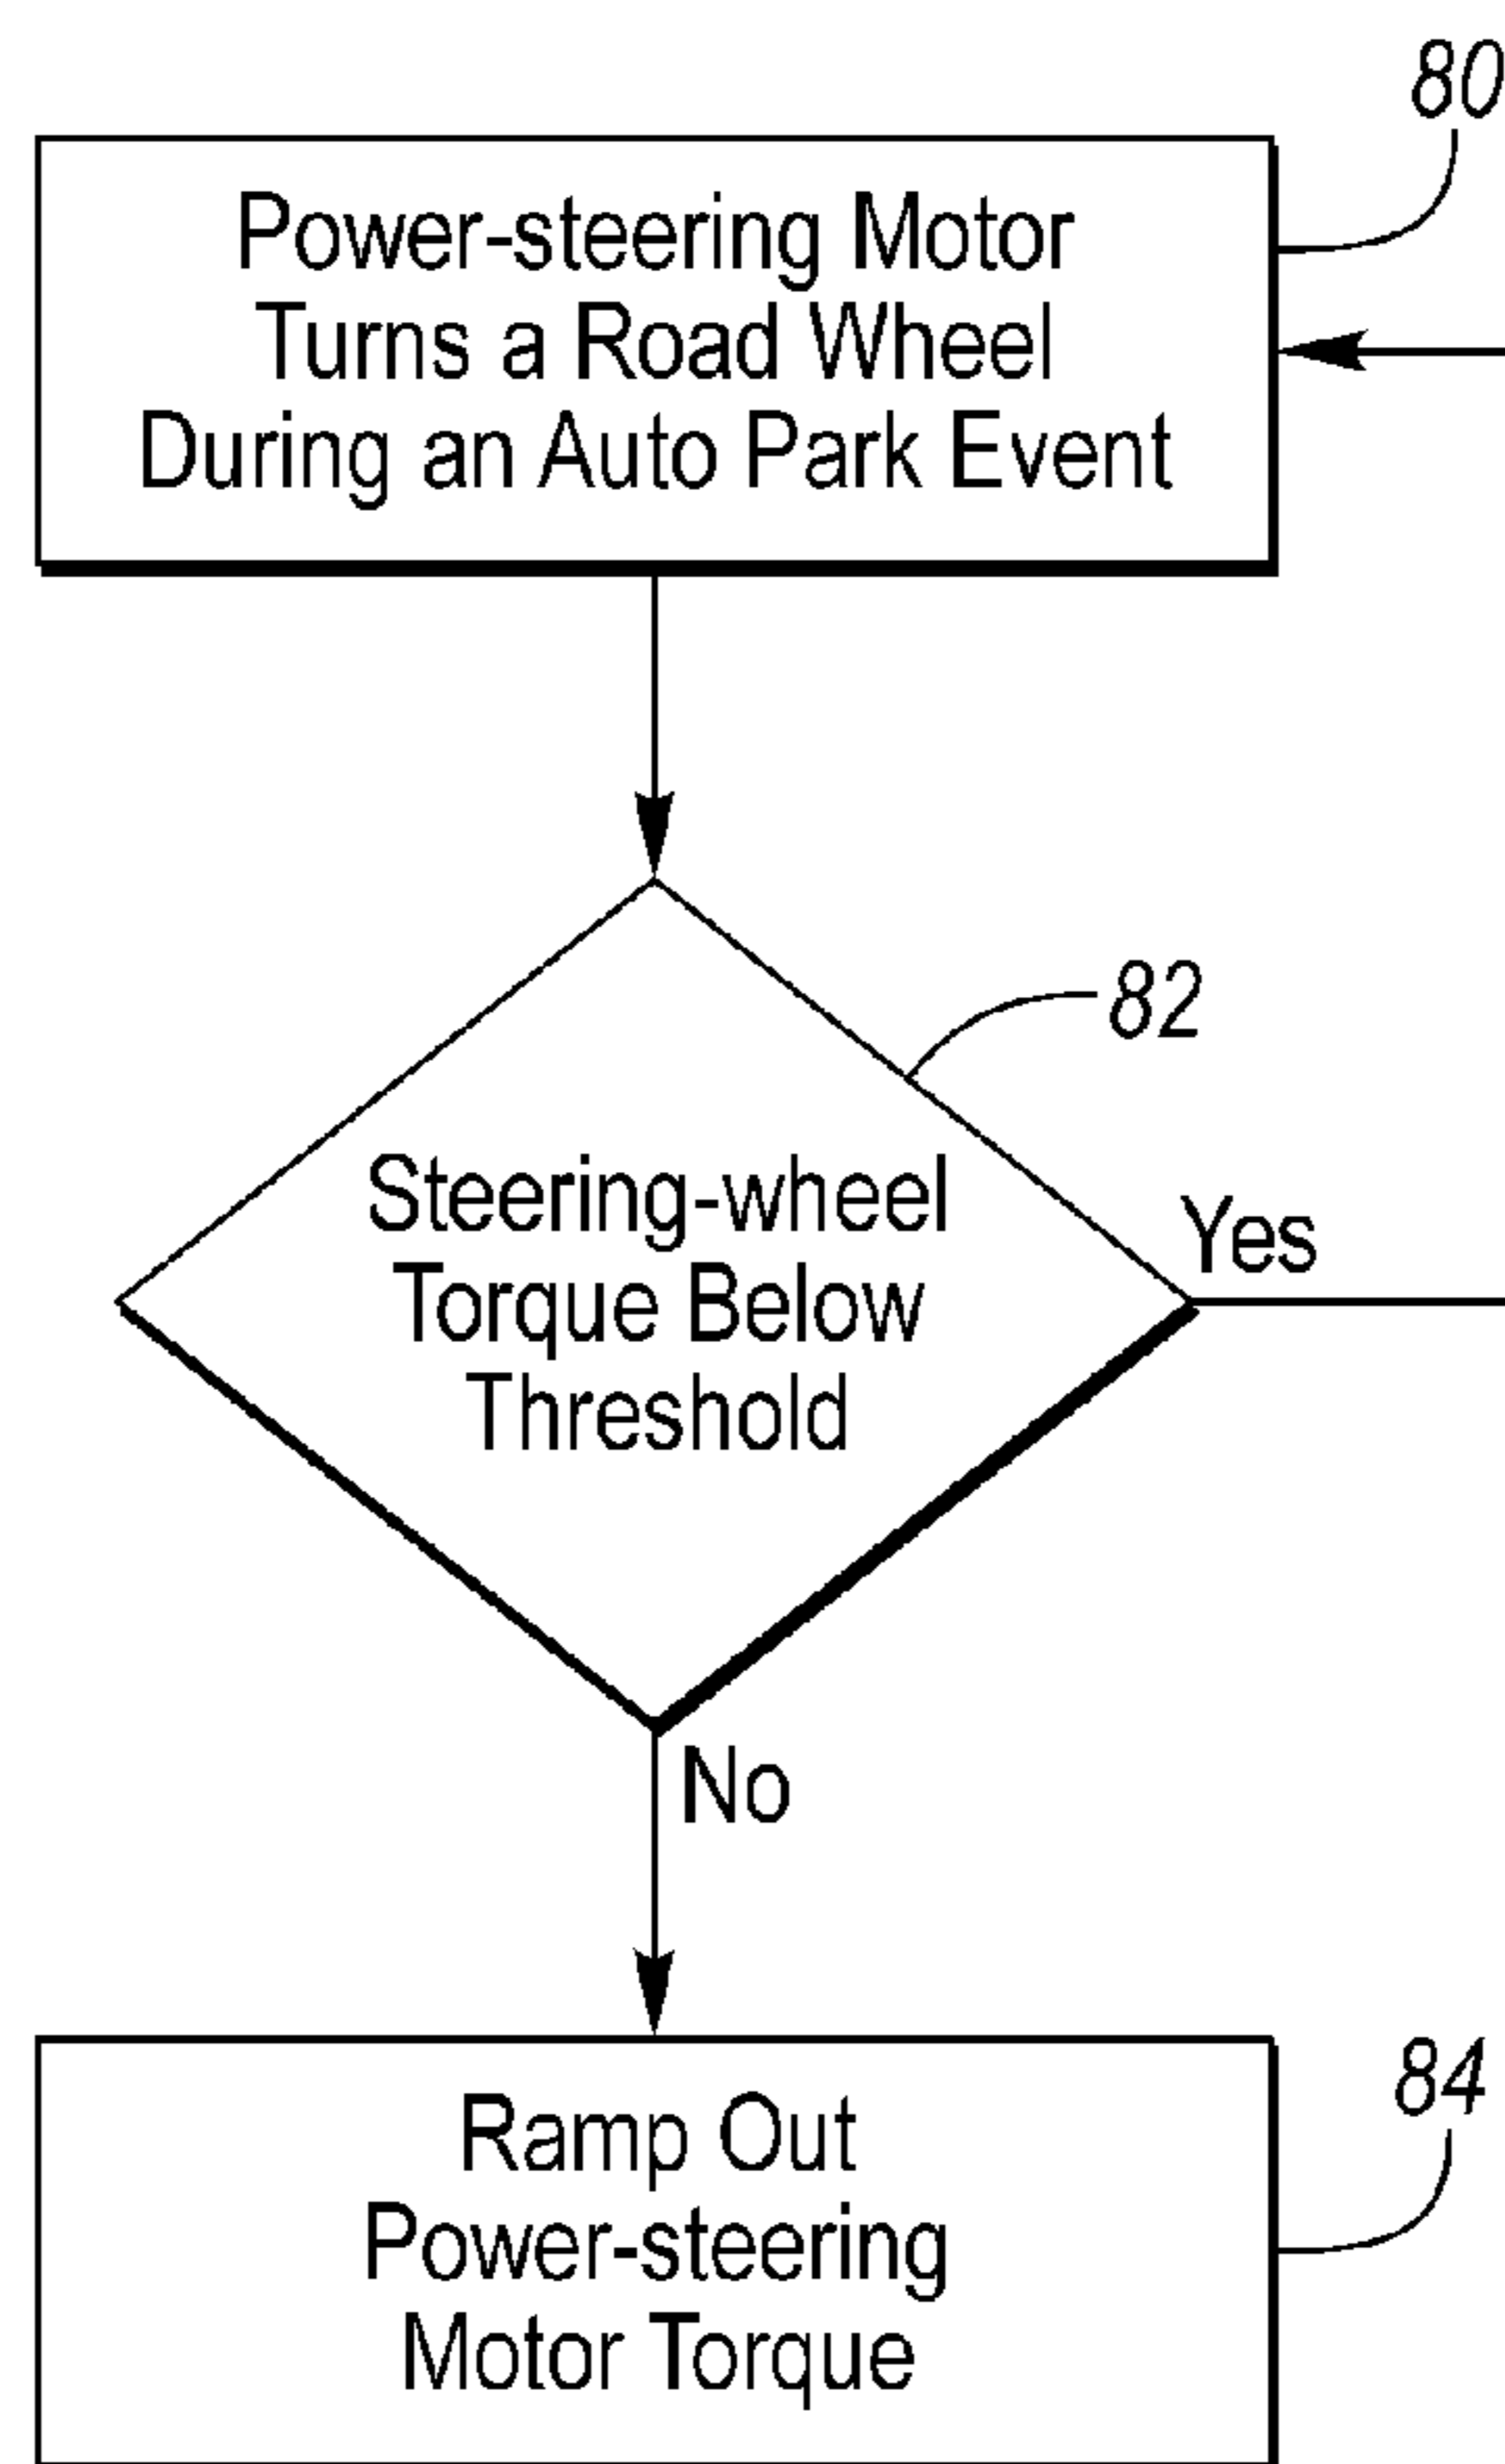 80
Power-steering Motor
Turns a Road Wheel
During an Auto Park Event
82
Steering-wheel
Torque Below
Threshold
Yes
No
84
Ramp Out
Power-steering
Motor Torque